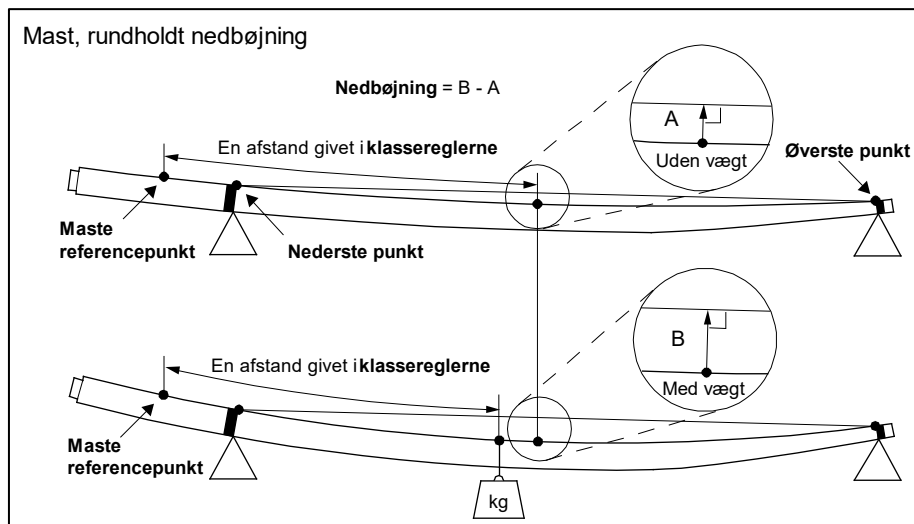 Mast, rundholdt nedbøjning
Nedbøjning = B - A
En afstand givet i klassereglerne
A
Uden vægt
Øverste punkt
Maste
referencepunkt
Nederste punkt
En afstand givet i klassereglerne
B
Med vægt
Maste
referencepunkt
kg